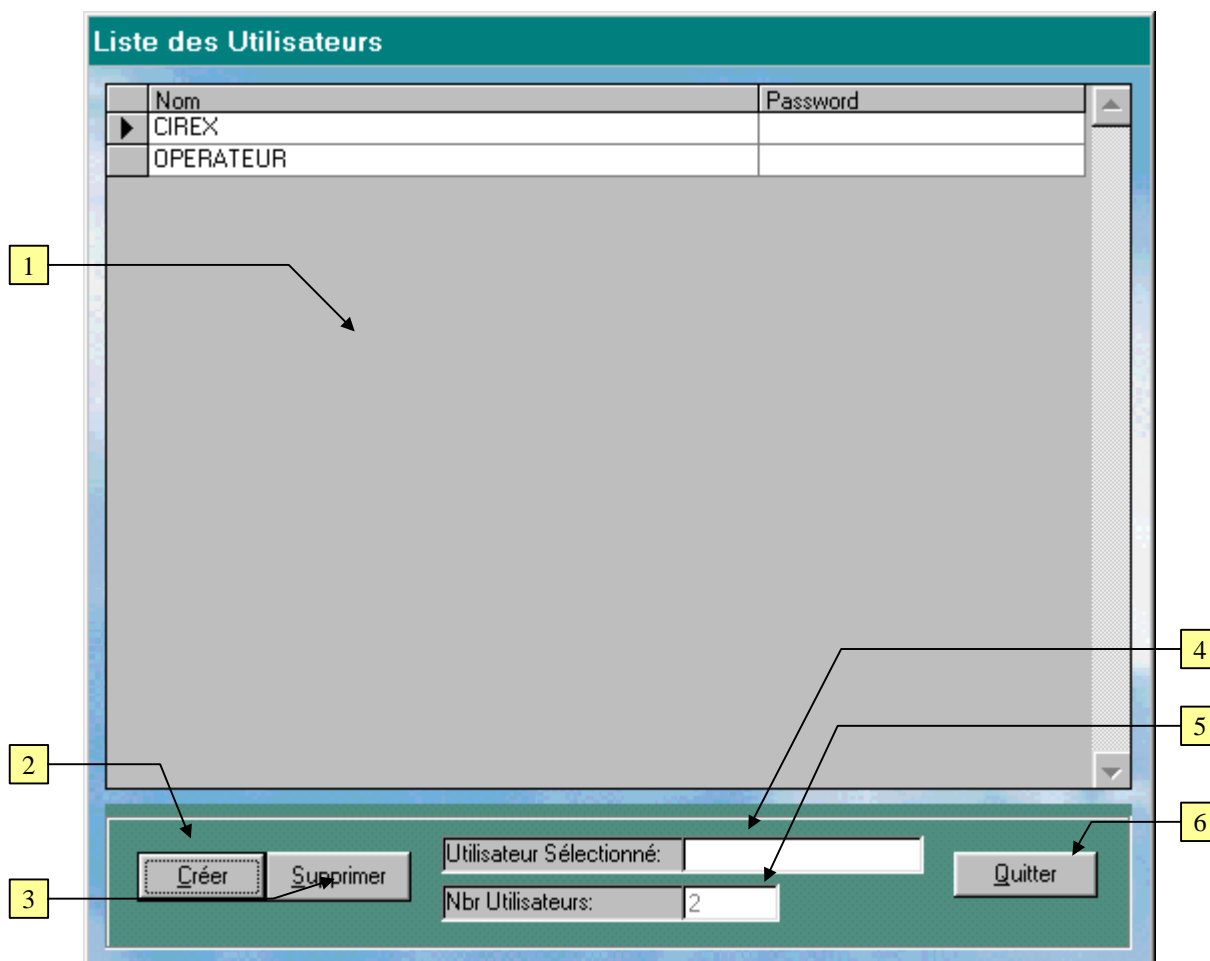 Liste des Utilisateurs
Nom Password
CIREX
OPERATEUR
1
4
5
2
6
Utilisateur Sélectionné:
Créer Supprimer Quitter
3
Nbr Utilisateurs: 2